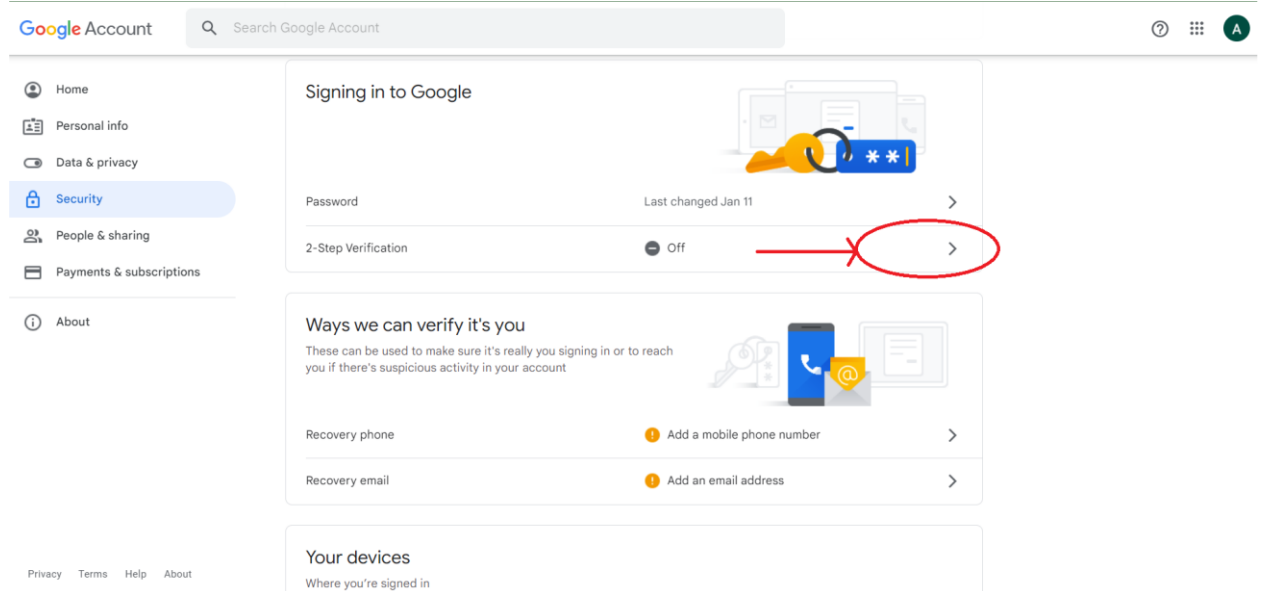 Google Account
Search Google Account
A
Home
Personal info
Data & privacy
Security
People & sharing
Payments & subscriptions
About
Privacy Terms Help About
Signing in to Google
**
Password Last changed Jan 11
2-Step Verification Off
Ways we can verify it's you
These can be used to make sure it's really you signing in or to reach
you if there's suspicious activity in your account
@
Recovery phone ! Add a mobile phone number
Recovery email ! Add an email address
Your devices
Where you're signed in